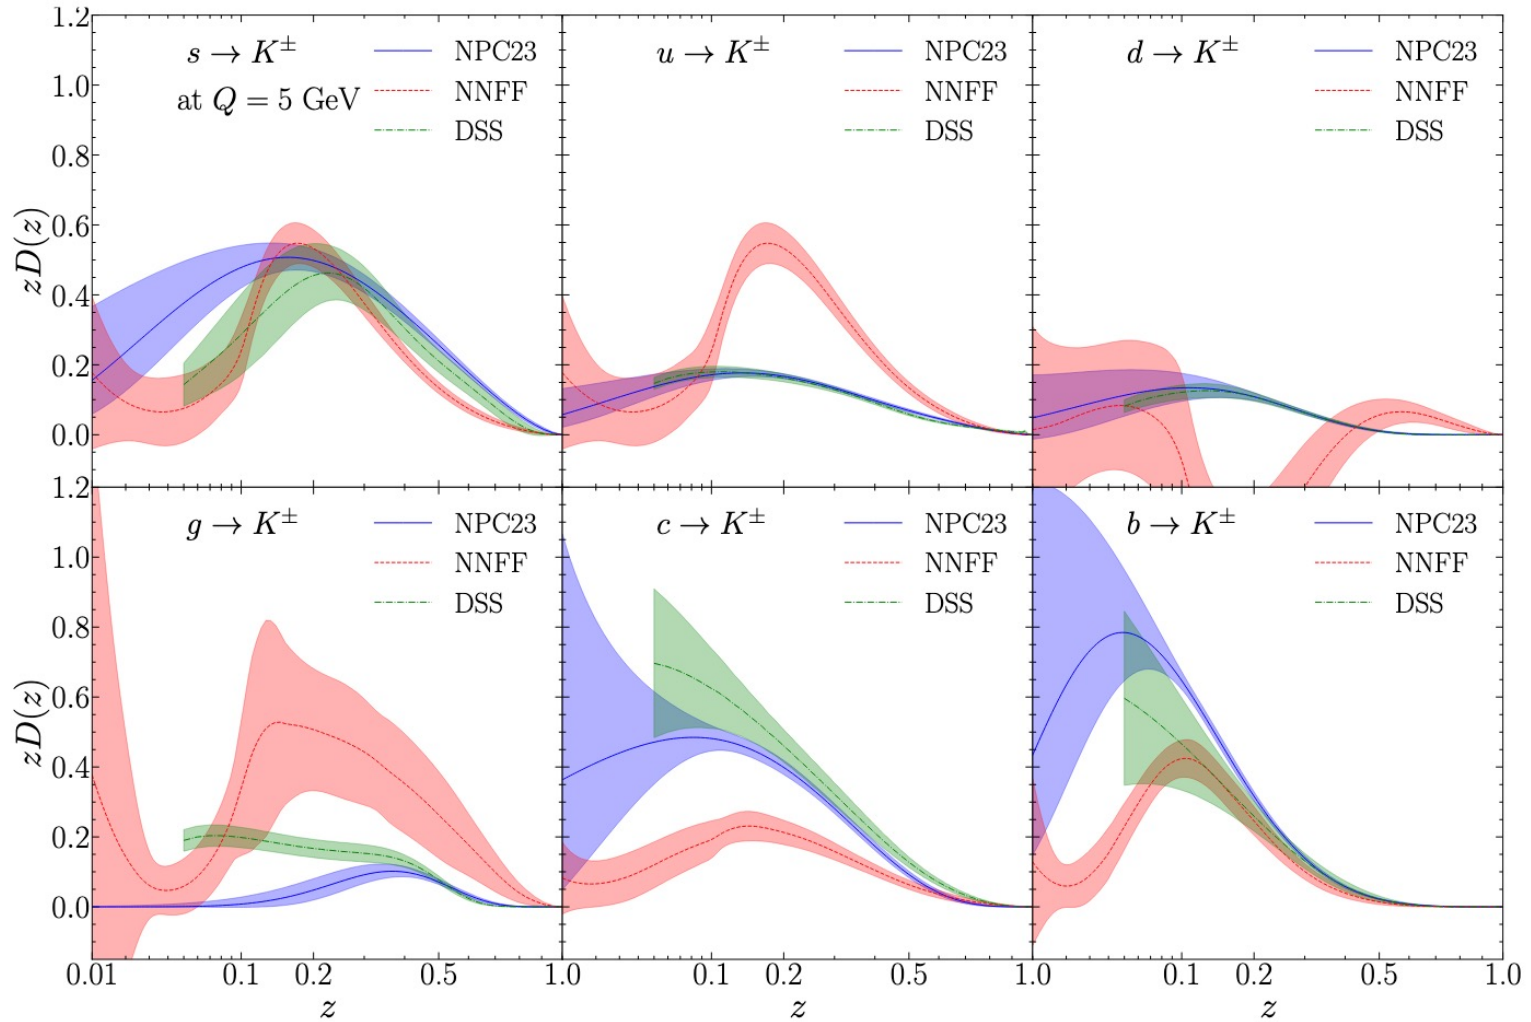 1.2
s → K±
at Q = 5 GeV
NPC23
NNFF
DSS
u → K±
NPC23
NNFF
DSS
d → K±
NPC23
NNFF
DSS
1.0
0.8
0.6
0.4
0.2
0.0
zD(z)
1.2
g → K±
NPC23
NNFF
DSS
c → K±
NPC23
NNFF
DSS
b → K±
NPC23
NNFF
DSS
1.0
0.8
0.6
0.4
0.2
0.0
zD(z)
0.01 0.1 0.2 0.5 1.0 0.1 0.2 0.5 1.0 0.1 0.2 0.5 1.0
z z z